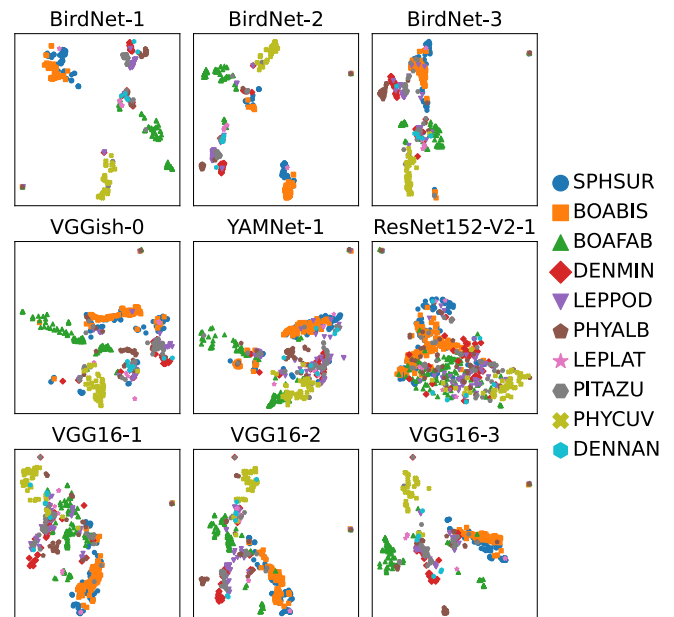 BirdNet-1 BirdNet-2 BirdNet-3
VGGish-0 YAMNet-1 ResNet152-V2-1
VGG16-1 VGG16-2 VGG16-3
SPHSUR
BOABIS
BOAFAB
DENMIN
LEPPOD
PHYALB
LEPLAT
PITAZU
PHYCUV
DENNAN